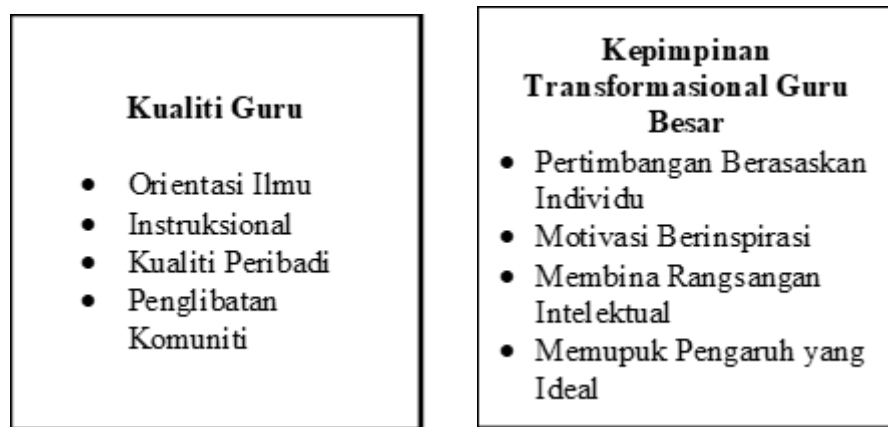 Kualiti Guru
• Orientasi Ilmu
• Instruksional
• Kualiti Peribadi
• Penglibatan
Komuniti
Kepimpinan
Transformasional Guru
Besar
• Pertimbangan Berasaskan
Individu
• Motivasi Berinspirasi
• Membina Rangsangan
Intelektual
• Memupuk Pengaruh yang
Ideal